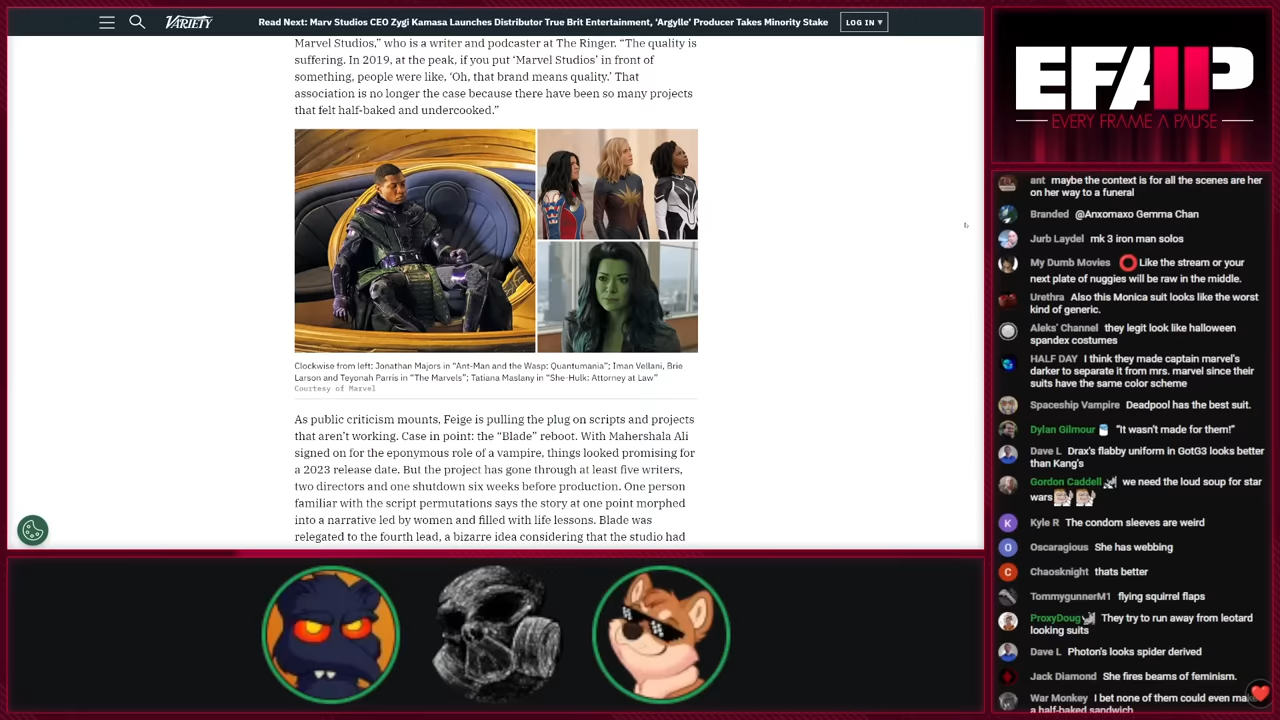 VARIETY
Read Next: Marv Studios CEO Zygi Kamasa Launches Distributor True Brit Entertainment, ‘Argylle’ Producer Takes Minority Stake
LOG IN ▾
Marvel Studios,” who is a writer and podcaster at The Ringer. “The quality is
suffering. In 2019, at the peak, if you put ‘Marvel Studios’ in front of
something, people were like, ‘Oh, that brand means quality.’ That
association is no longer the case because there have been so many projects
that felt half-baked and undercooked.”
Clockwise from left: Jonathan Majors in “Ant-Man and the Wasp: Quantumania”; Iman Vellani, Brie
Larson and Teyonah Parris in “The Marvels”; Tatiana Maslany in “She-Hulk: Attorney at Law”
Courtesy of Marvel
As public criticism mounts, Feige is pulling the plug on scripts and projects
that aren’t working. Case in point: the “Blade” reboot. With Mahershala Ali
signed on for the eponymous role of a vampire, things looked promising for
a 2023 release date. But the project has gone through at least five writers,
two directors and one shutdown six weeks before production. One person
familiar with the script permutations says the story at one point morphed
into a narrative led by women and filled with life lessons. Blade was
relegated to the fourth lead, a bizarre idea considering that the studio had
EFAP
EVERY FRAME A PAUSE
ant maybe the context is for all the scenes are her
on her way to a funeral
Branded @Anxomaxo Gemma Chan
Jurb Laydel mk 3 iron man solos
My Dumb Movies ⭕Like the stream or your
next plate of nuggies will be raw in the middle.
Urethra Also this Monica suit looks like the worst
kind of generic.
Aleks' Channel they legit look like halloween
spandex costumes
HALF DAY I think they made captain marvel's
darker to separate it from mrs. marvel since their
suits have the same color scheme
Spaceship Vampire Deadpool has the best suit.
Dylan Gilmour “It wasn't made for them!”
Dave L Drax's flabby uniform in GotG3 looks better
than Kang's
Gordon Caddell we need the loud soup for star
wars
Kyle R The condom sleeves are weird
K
Oscaragious She has webbing
O
Chaosknight thats better
C
TommygunnerM1 flying squirrel flaps
ProxyDoug They try to run away from leotard
looking suits
Dave L Photon's looks spider derived
Jack Diamond She fires beams of feminism.
War Monkey I bet none of them could even make
a half-baked sandwich